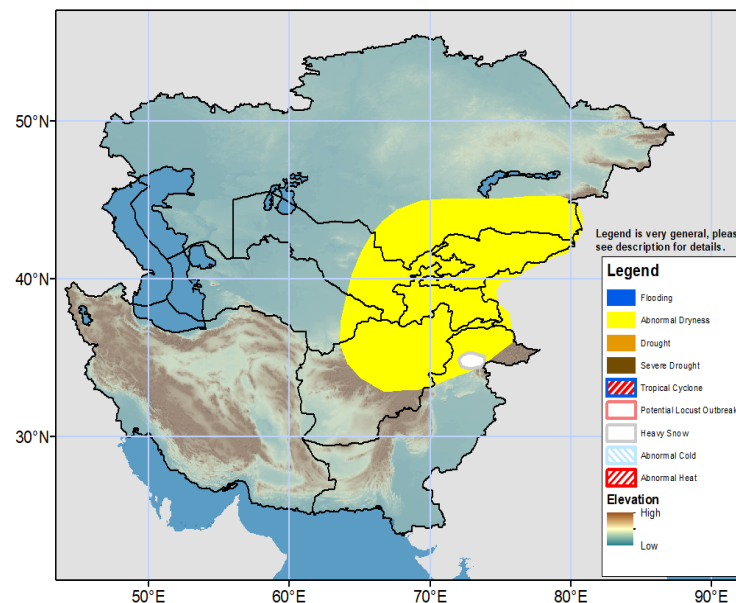 50°N
40°N
30°N
50°E
60°E
70°E
80°E
90°E
Legend is very general, pleas
see description for details.
Legend
Flooding
Abnormal Dryness
Drought
Severe Drought
Tropical Cyclone
Potential Locust Outbreak
Heavy Snow
Abnormal Cold
Abnormal Heat
Elevation
High
Low